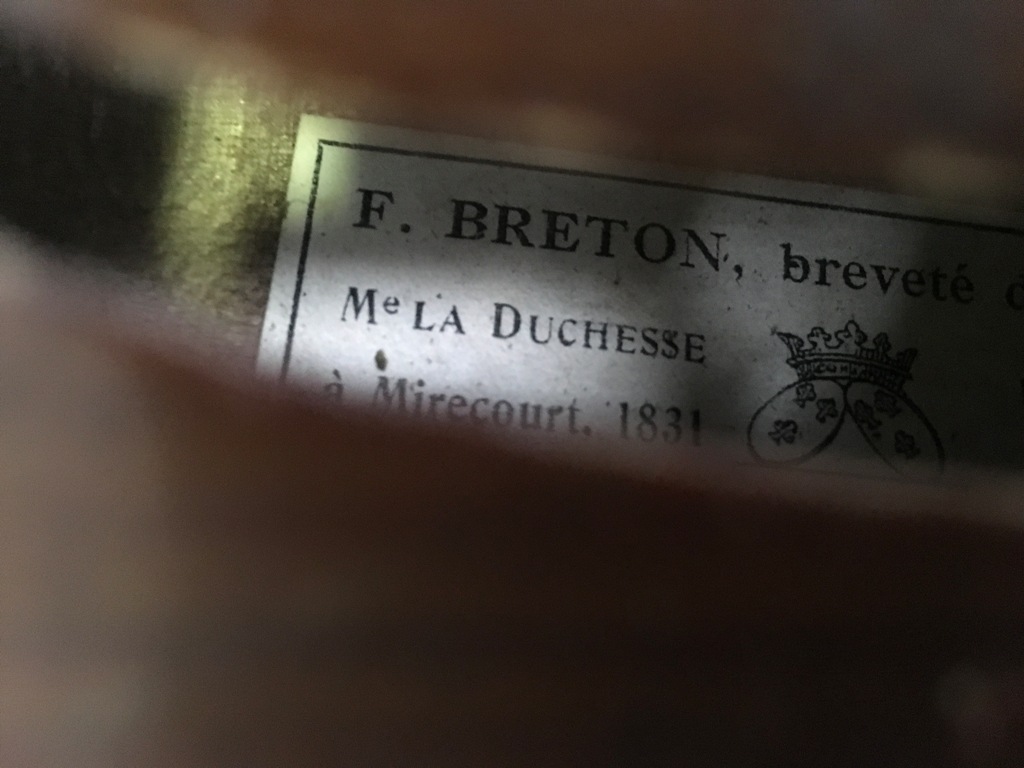 F. BRETON, breveté d
Me LA DUCHESSE
à Mirecourt. 1831